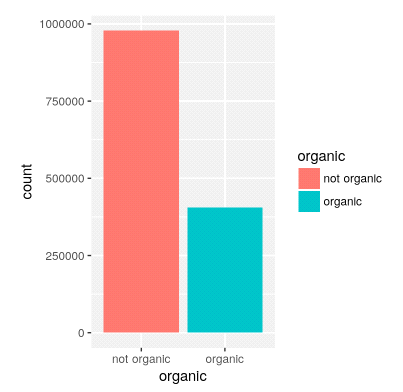 1000000
750000
500000
250000
0
count
not organic
organic
organic
organic
not organic
organic